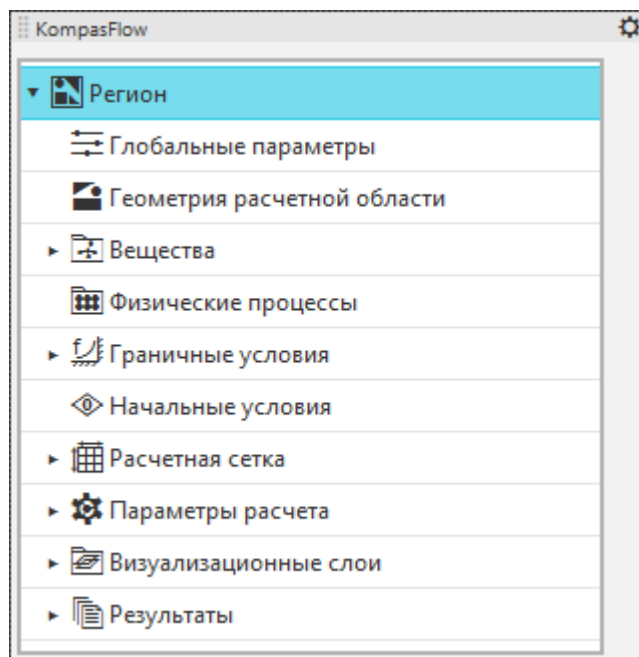 KompasFlow
Регион
Глобальные параметры
Геометрия расчетной области
Вещества
Физические процессы
Граничные условия
Начальные условия
Расчетная сетка
Параметры расчета
Визуализационные слои
Результаты